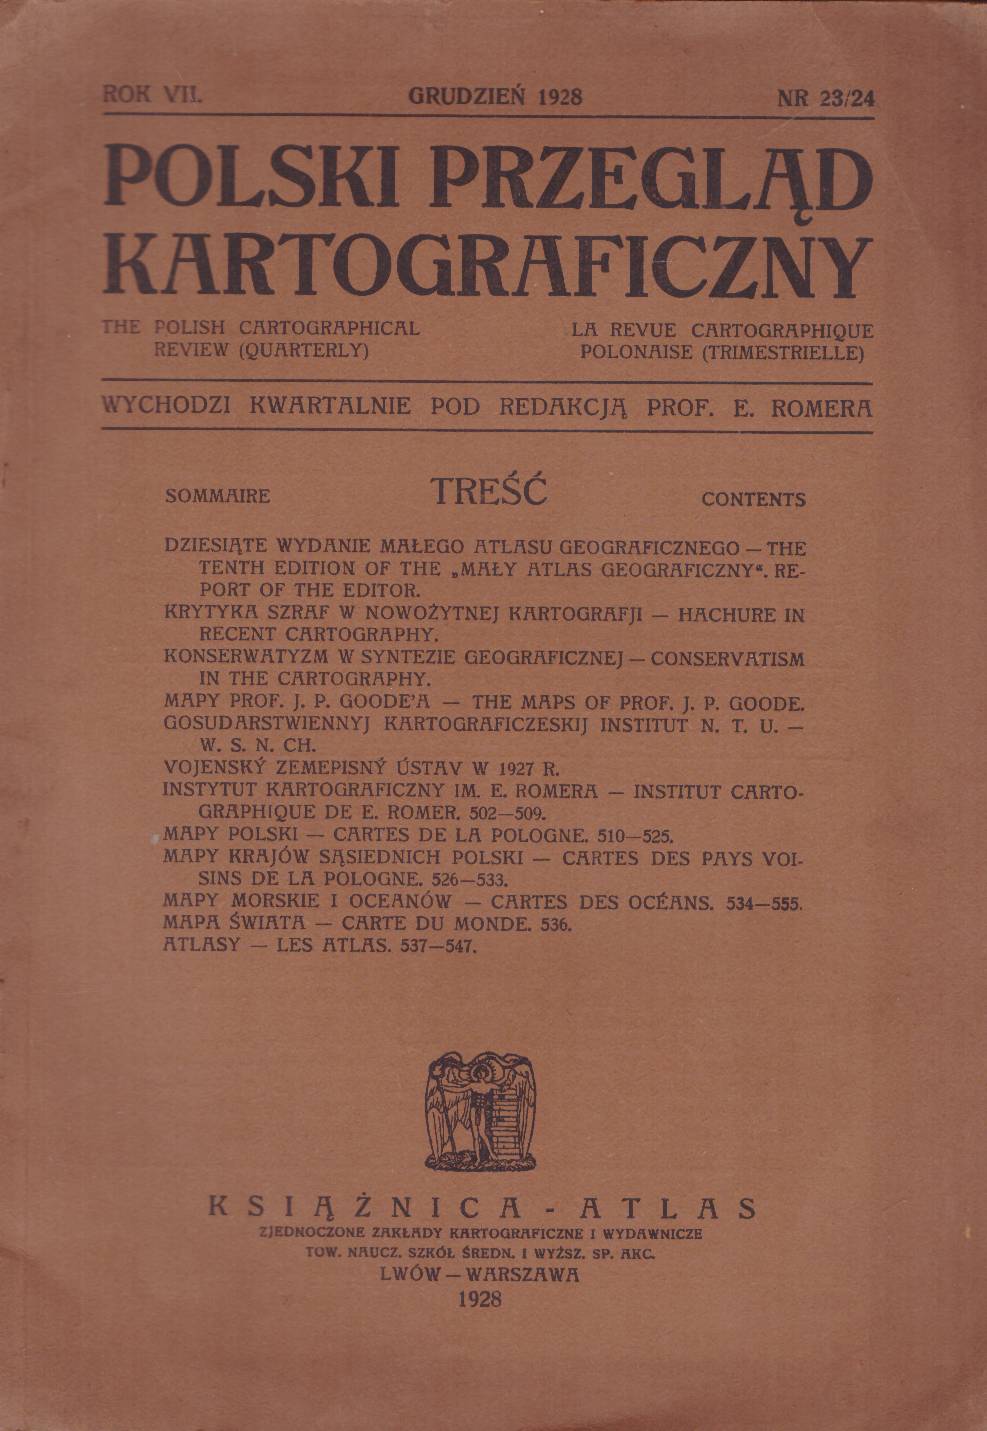 ROK VII. GRUDZIEŃ 1928 NR 23/24
POLSKI PRZEGLĄD
KARTOGRAFICZNY
THE POLISH CARTOGRAPHICAL LA REVUE CARTOGRAPHIQUE
REVIEW (QUARTERLY) POLONAISE (TRIMESTRIELLE)
WYCHODZI KWARTALNIE POD REDAKCJĄ PROF. E. ROMERA
SOMMAIRE TREŚĆ CONTENTS
DZIESIĄTE WYDANIE MAŁEGO ATLASU GEOGRAFICZNEGO — THE
TENTH EDITION OF THE „MAŁY ATLAS GEOGRAFICZNY“. RE-
PORT OF THE EDITOR.
KRYTYKA SZRAF W NOWOŻYTNEJ KARTOGRAFJI — HACHURE IN
RECENT CARTOGRAPHY.
KONSERWATYZM W SYNTEZIE GEOGRAFICZNEJ — CONSERVATISM
IN THE CARTOGRAPHY.
MAPY PROF. J. P. GOODE'A — THE MAPS OF PROF. J. P. GOODE.
GOSUDARSTWIENNYJ KARTOGRAFICZESKIJ INSTITUT N. T. U. —
W. S. N. CH.
VOJENSKÝ ZEMEPISNÝ ÚSTAV W 1927 R.
INSTYTUT KARTOGRAFICZNY IM. E. ROMERA — INSTITUT CARTO-
GRAPHIQUE DE E. ROMER. 502—509.
MAPY POLSKI — CARTES DE LA POLOGNE. 510—525.
MAPY KRAJÓW SĄSIEDNICH POLSKI — CARTES DES PAYS VOI-
SINS DE LA POLOGNE. 526—533.
MAPY MORSKIE I OCEANÓW — CARTES DES OCÉANS. 534—555.
MAPA ŚWIATA — CARTE DU MONDE. 536.
ATLASY — LES ATLAS. 537—547.
KSIĄŻNICA - ATLAS
ZJEDNOCZONE ZAKŁADY KARTOGRAFICZNE I WYDAWNICZE
TOW. NAUCZ. SZKÓŁ ŚREDN. I WYŻSZ. SP. AKC.
LWÓW — WARSZAWA
1928